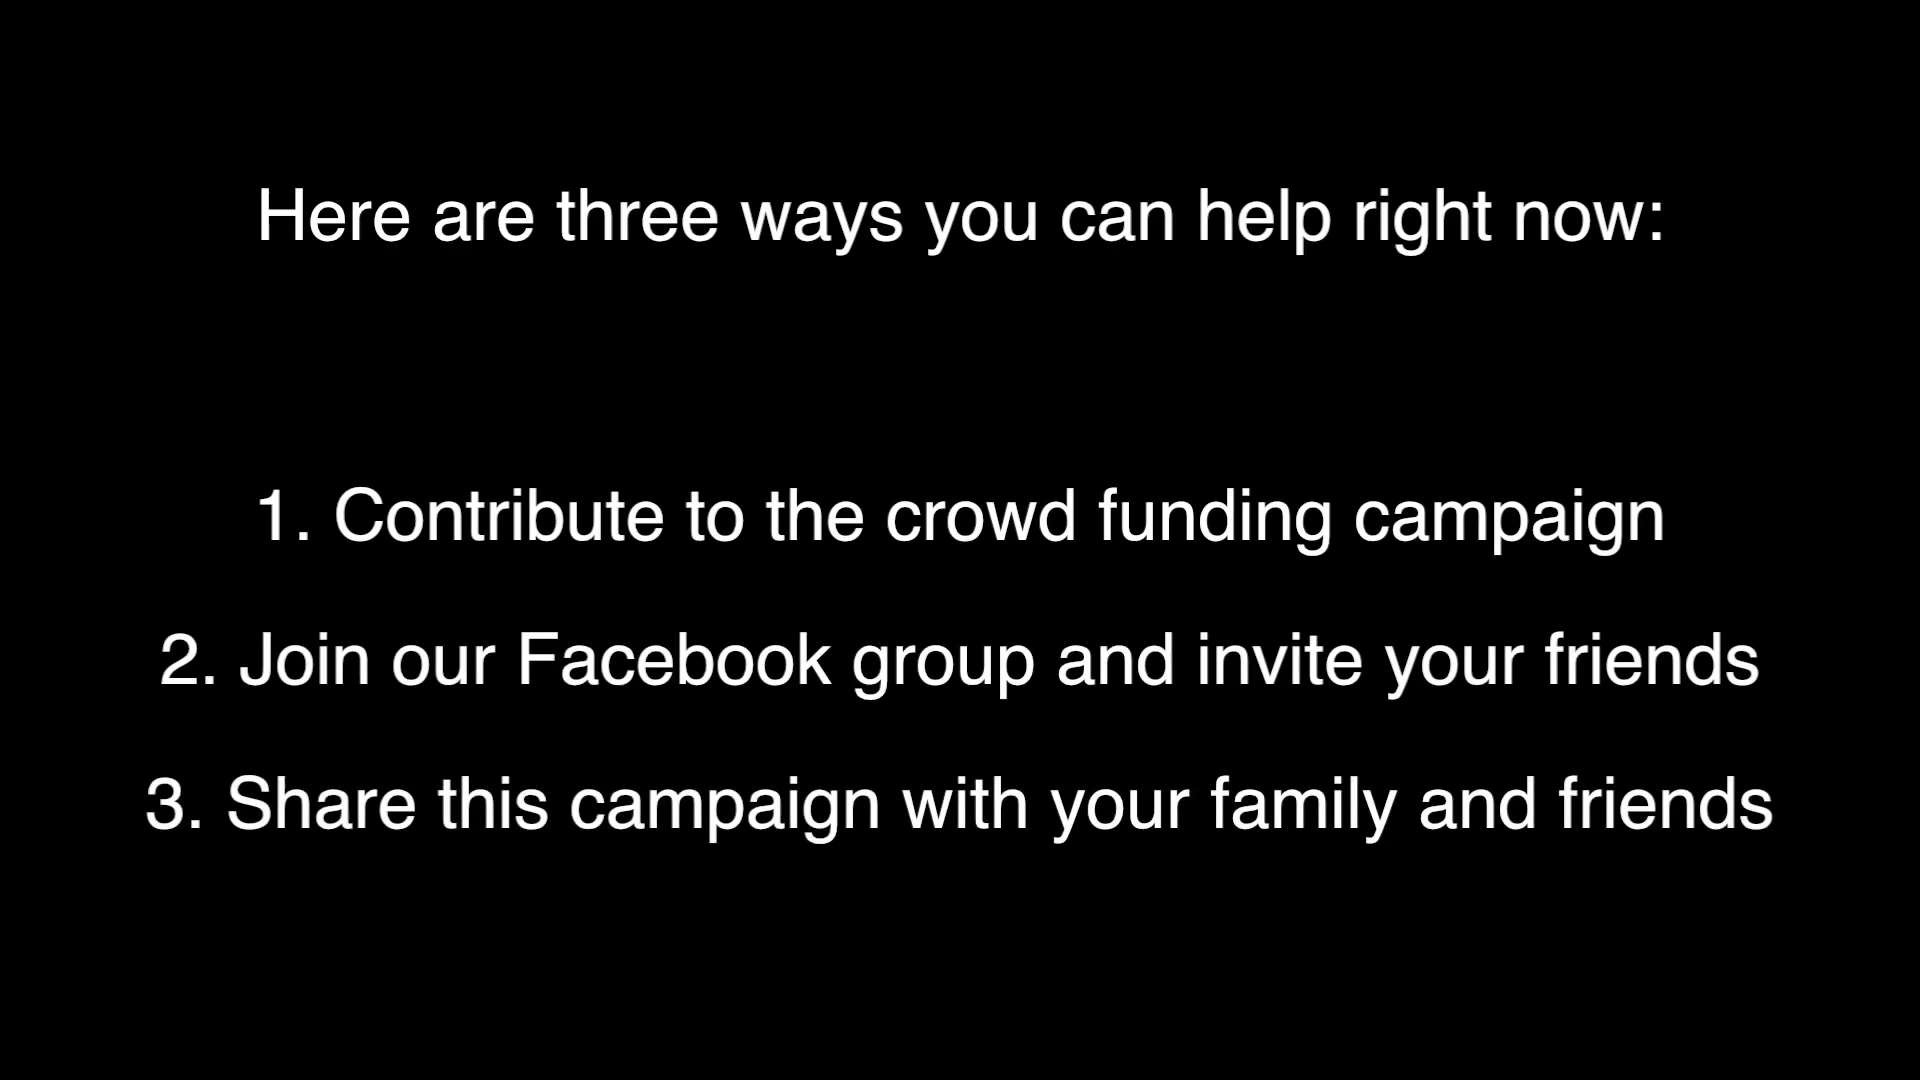 Here are three ways you can help right now:
1. Contribute to the crowd funding campaign
2. Join our Facebook group and invite your friends
3. Share this campaign with your family and friends